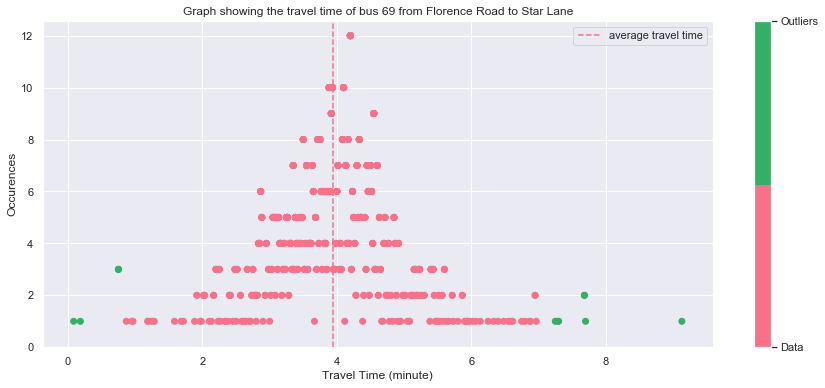 Graph showing the travel time of bus 69 from Florence Road to Star Lane
average travel time
Occurences
12
10
8
6
4
2
0
0 2 4 6 8
Travel Time (minute)
Outliers
Data